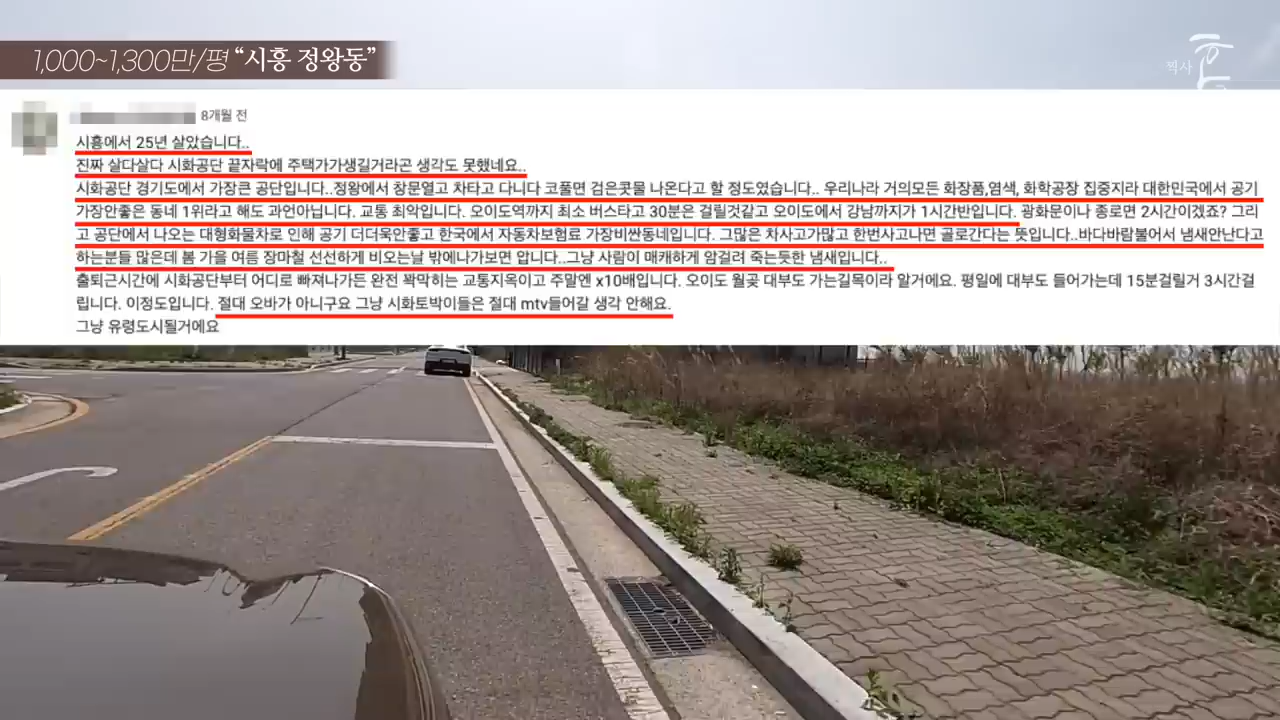 1,000~1,300만/평 “시흥 정왕동”
찍사 홍
8개월 전
시흥에서 25년 살았습니다..
진짜 살다살다 시화공단 끝자락에 주택가가생길거라곤 생각도 못했네요..
시화공단 경기도에서 가장큰 공단입니다..정왕에서 창문열고 차타고 다니다 코풀면 검은콧물 나온다고 할 정도였습니다.. 우리나라 거의모든 화장품,염색, 화학공장 집중지라 대한민국에서 공기
가장안좋은 동네 1위라고 해도 과언아닙니다. 교통 최악입니다. 오이도역까지 최소 버스타고 30분은 걸릴것같고 오이도에서 강남까지가 1시간반입니다. 광화문이나 종로면 2시간이겠죠? 그리
고 공단에서 나오는 대형화물차로 인해 공기 더더욱안좋고 한국에서 자동차보험료 가장비싼동네입니다. 그많은 차사고가많고 한번사고나면 골로간다는 뜻입니다..바다바람불어서 냄새안난다고
하는분들 많은데 봄 가을 여름 장마철 선선하게 비오는날 밖에나가보면 압니다..그냥 사람이 매캐하게 암걸려 죽는듯한 냄새입니다..
출퇴근시간에 시화공단부터 어디로 빠져나가든 완전 꽉막히는 교통지옥이고 주말엔 x10배입니다. 오이도 월곶 대부도 가는길목이라 알거에요. 평일에 대부도 들어가는데 15분걸릴거 3시간걸
립니다. 이정도입니다. 절대 오바가 아니구요 그냥 시화토박이들은 절대 mtv들어갈 생각 안해요.
그냥 유령도시될거에요